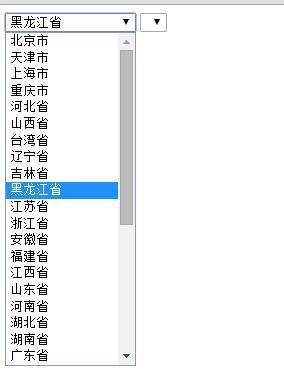 黑龙江省
北京市
天津市
上海市
重庆市
河北省
山西省
台湾省
辽宁省
吉林省
黑龙江省
江苏省
浙江省
安徽省
福建省
江西省
山东省
河南省
湖北省
湖南省
广东省